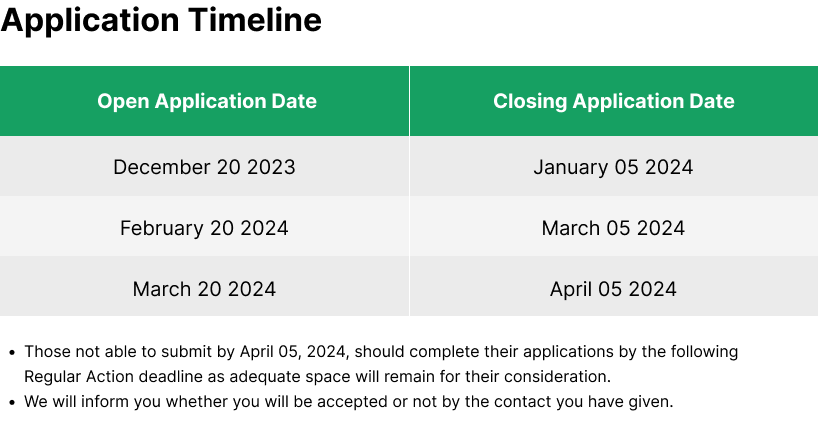 Application Timeline
Open Application Date Closing Application Date
December 20 2023 January 05 2024
February 20 2024 March 05 2024
March 20 2024 April 05 2024
• Those not able to submit by April 05, 2024, should complete their applications by the following
Regular Action deadline as adequate space will remain for their consideration.
• We will inform you whether you will be accepted or not by the contact you have given.